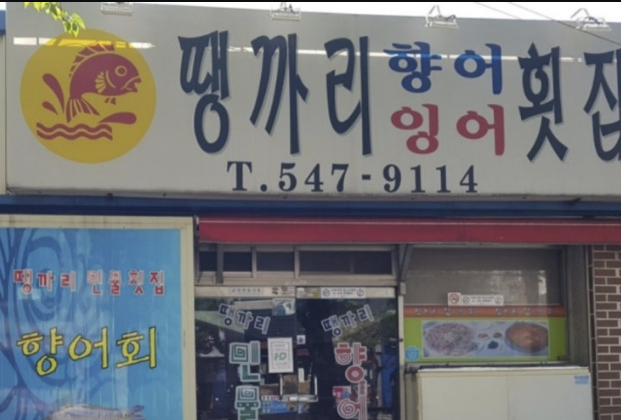 땡까리 향어 횟집
잉어
T.547-9114
땡까리 민물횟집
향어회
땡까리
민물
땡까리
향어